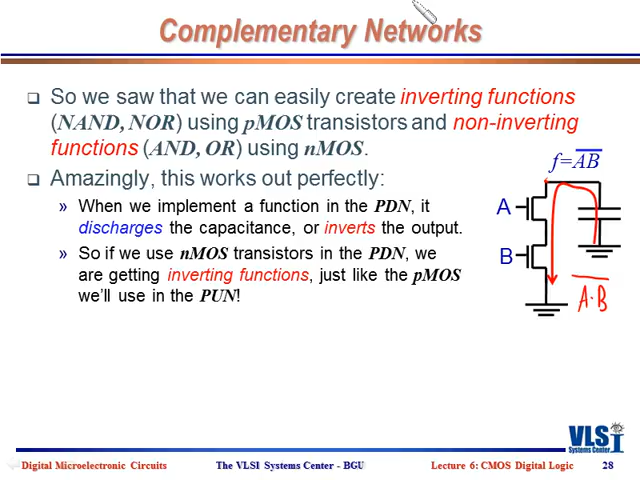 Complementary Networks
❑ So we saw that we can easily create inverting functions
(NAND, NOR) using pMOS transistors and non-inverting
functions (AND, OR) using nMOS.
❑ Amazingly, this works out perfectly:
» When we implement a function in the PDN, it
discharges the capacitance, or inverts the output.
» So if we use nMOS transistors in the PDN, we
are getting inverting functions, just like the pMOS
we'll use in the PUN!
f=A̅B̅
A
B
A̅·̅B̅
VLSI
Systems Center
Digital Microelectronic Circuits
The VLSI Systems Center - BGU
Lecture 6: CMOS Digital Logic
28